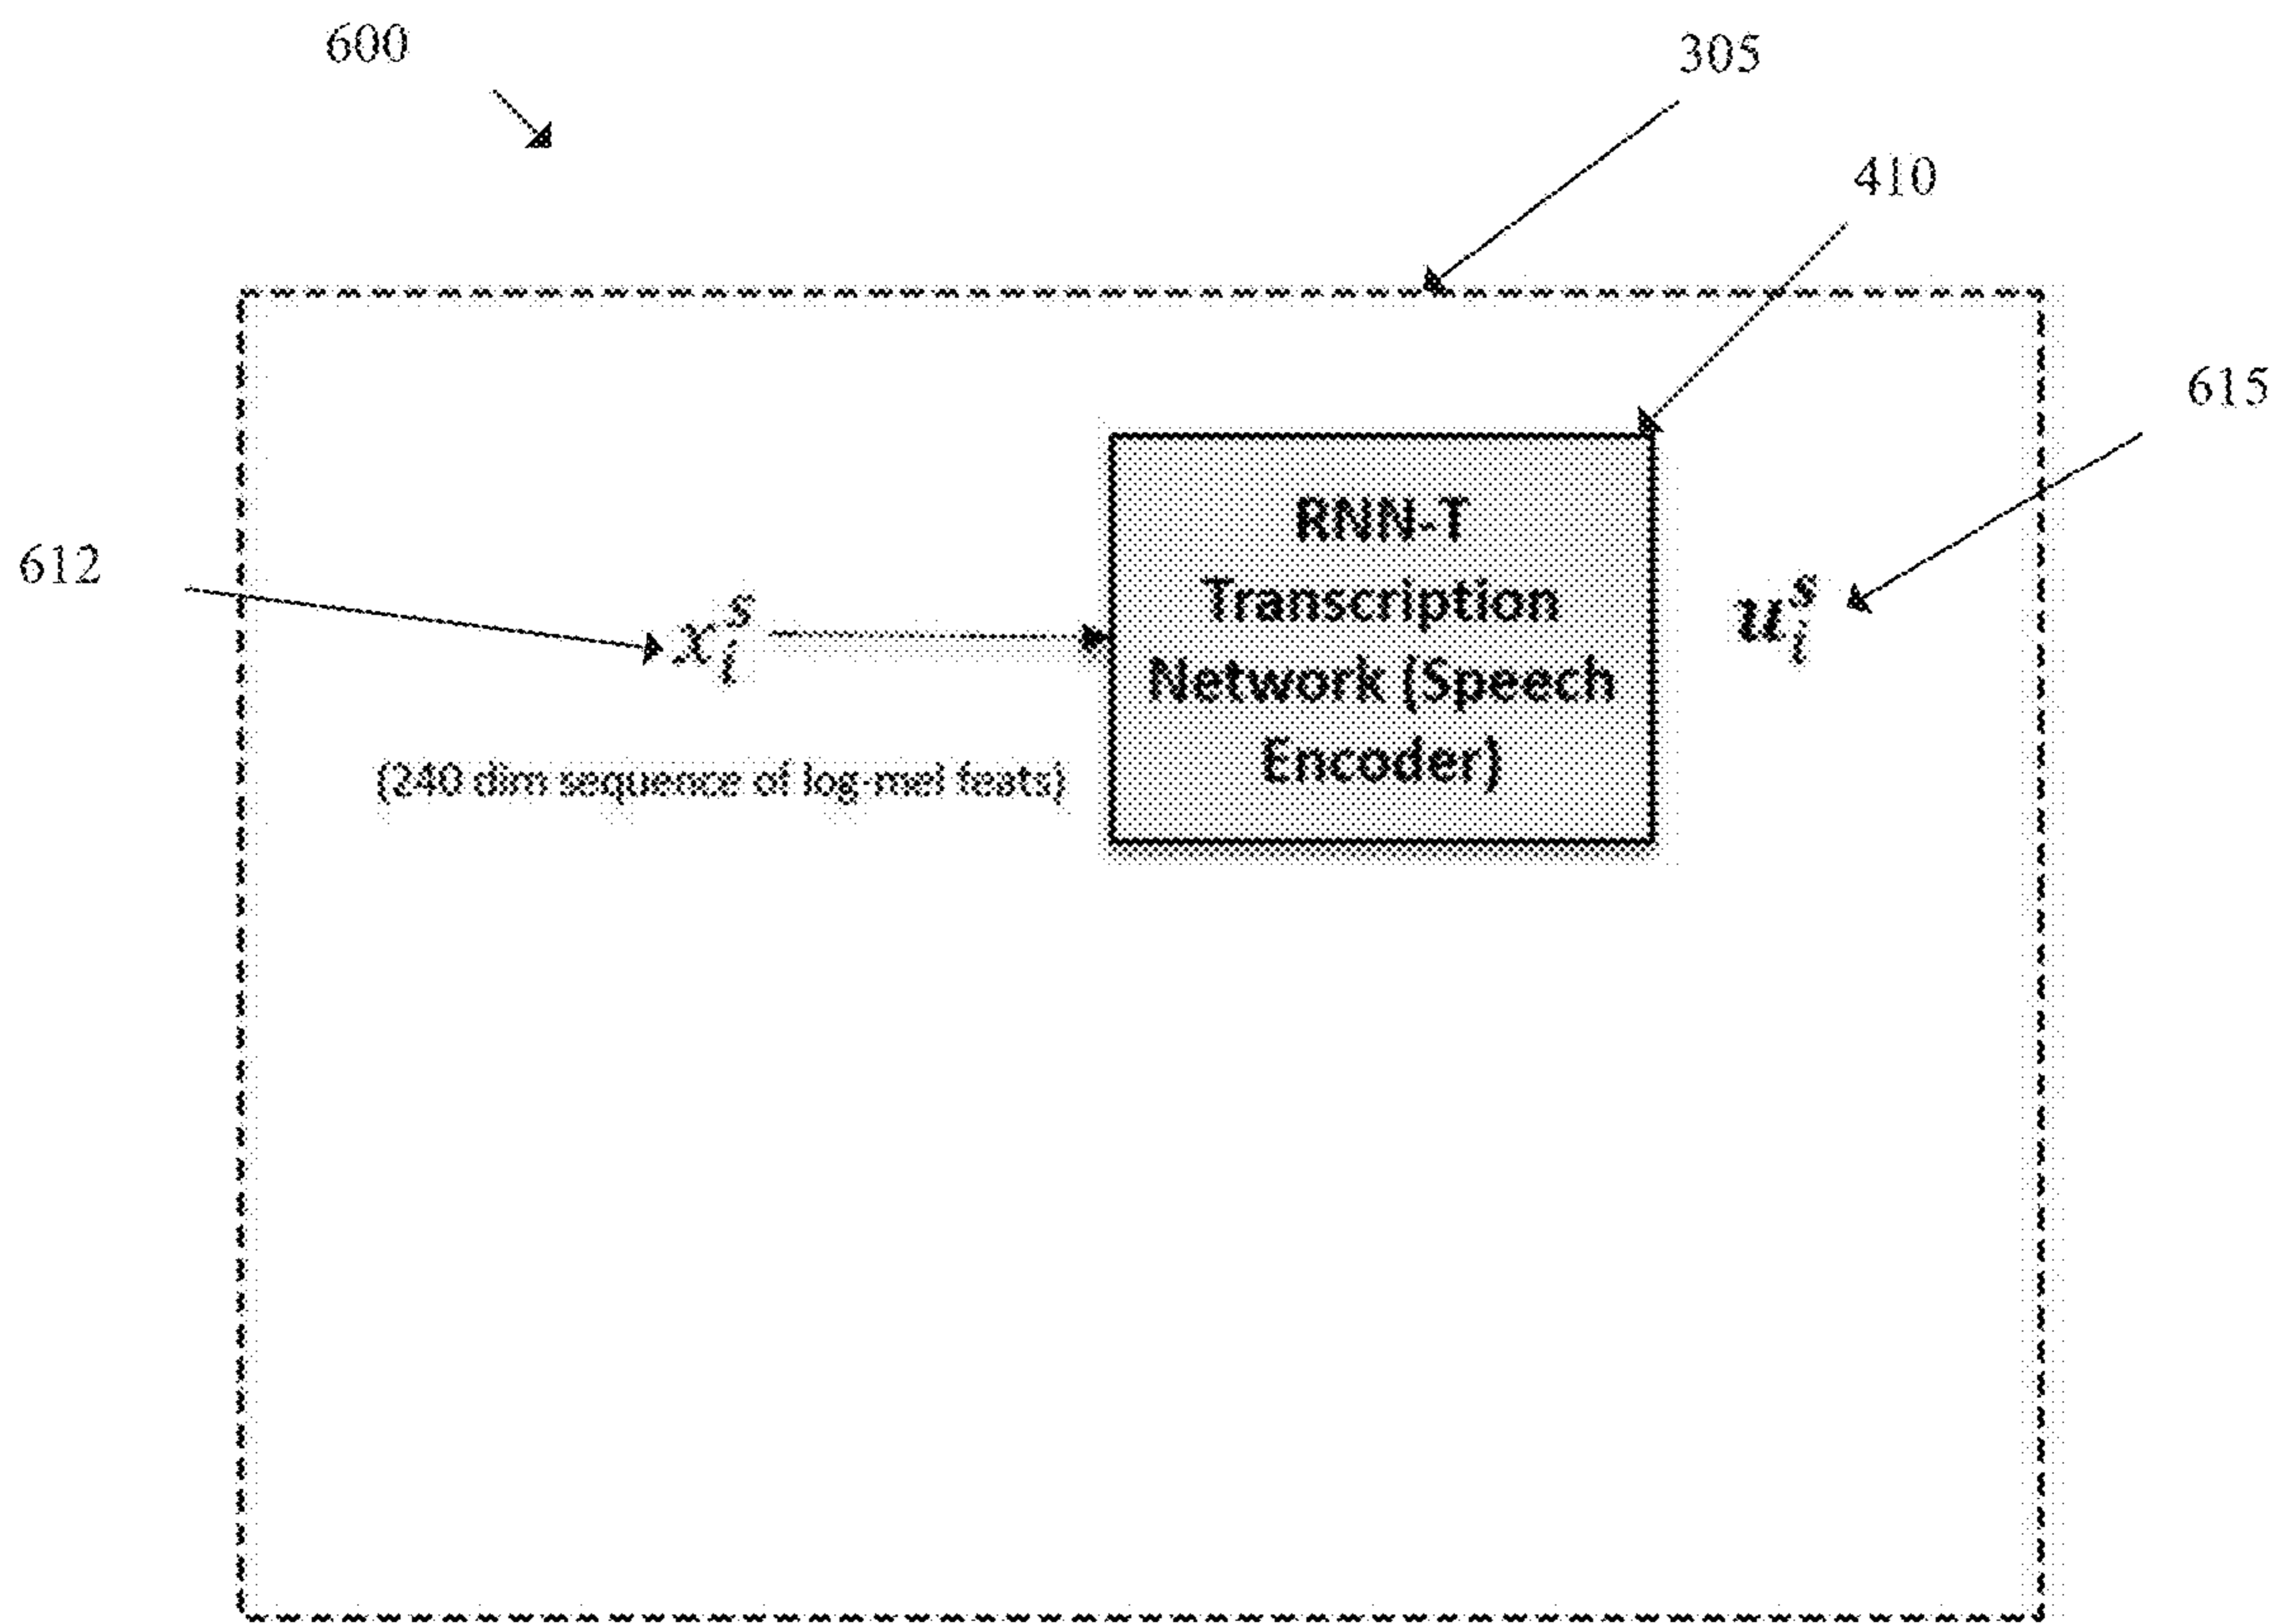 600
305
410
615
RNN-T
Transcription
Network (Speech
Encoder)
612
x_i^s
u_i^s
(240 dim sequence of log-mel feats)